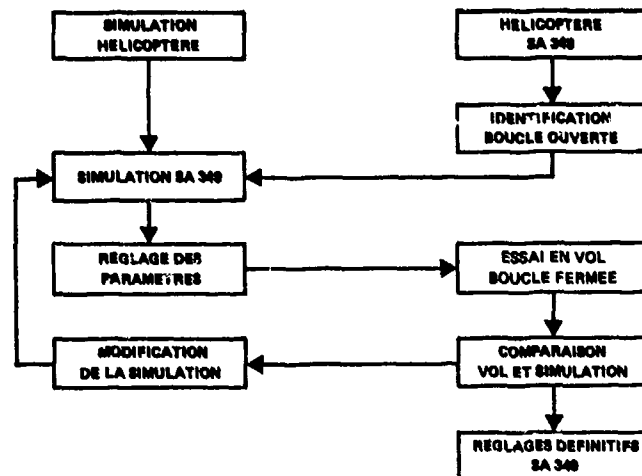 SIMULATION
HELICOPTERE
HELICOPTERE
SA 349
IDENTIFICATION
BOUCLE OUVERTE
SIMULATION SA 349
REGLAGE DES
PARAMETRES
ESSAI EN VOL
BOUCLE FERMEE
MODIFICATION
DE LA SIMULATION
COMPARAISON
VOL ET SIMULATION
REGLAGES DEFINITIFS
SA 349